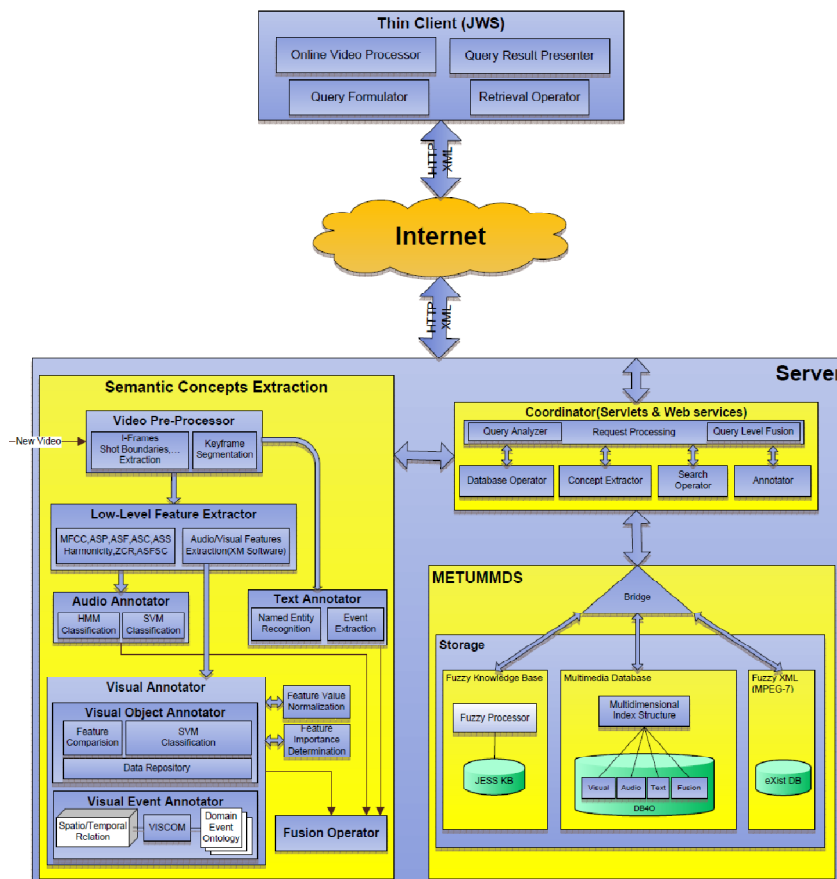 Thin Client (JWS)
Online Video Processor
Query Result Presenter
Query Formulator
Retrieval Operator
HTTP
XML
Internet
HTTP
XML
Server
Semantic Concepts Extraction
New Video
Video Pre-Processor
I-Frames
Shot Boundaries,...
Extraction
Keyframe
Segmentation
Low-Level Feature Extractor
MFCC,ASP,ASF,ASC,ASS
Harmonicity,ZCR,ASFSC
Audio/Visual Features
Extraction(XM Software)
Audio Annotator
HMM
Classification
SVM
Classification
Text Annotator
Named Entity
Recognition
Event
Extraction
Visual Annotator
Visual Object Annotator
Feature
Comparision
SVM
Classification
Data Repository
Feature Value
Normalization
Feature
Importance
Determination
Visual Event Annotator
Spatio/Temporal
Relation
VISCOM
Domain
Event
Ontology
Fusion Operator
Coordinator(Servlets & Web services)
Query Analyzer
Request Processing
Query Level Fusion
Database Operator
Concept Extractor
Search
Operator
Annotator
METUMMDS
Bridge
Storage
Fuzzy Knowledge Base
Fuzzy Processor
JESS KB
Multimedia Database
Multidimensional
Index Structure
Visual
Audio
Text
Fusion
DB4O
Fuzzy XML
(MPEG-7)
eXist DB